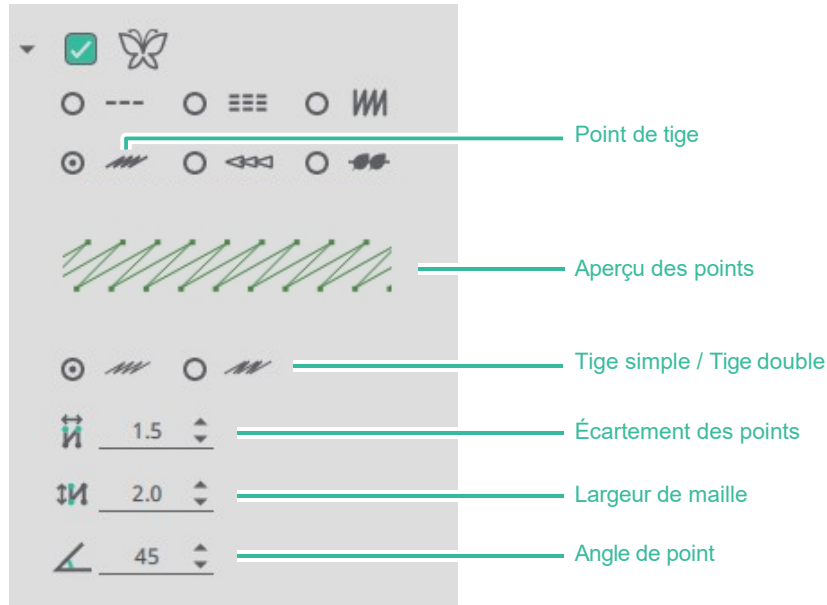 Point de tige
Aperçu des points
Tige simple / Tige double
1.5
Écartement des points
2.0
Largeur de maille
45
Angle de point